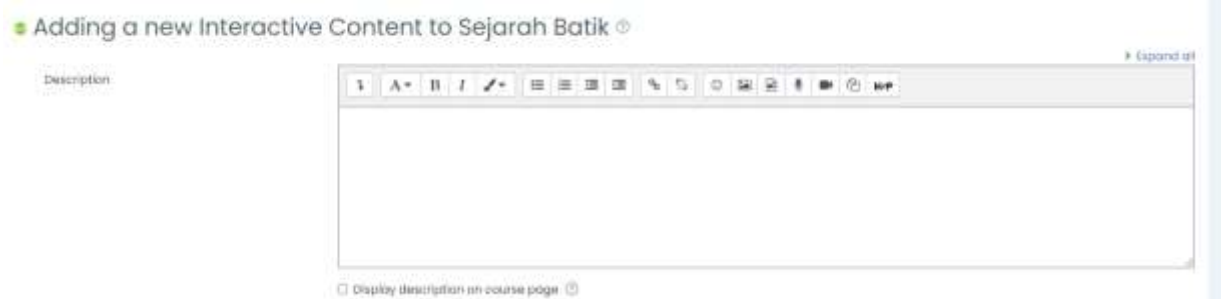 Adding a new Interactive Content to Sejarah Batik
Expand all
Description
A B I
H-P
Display description on course page